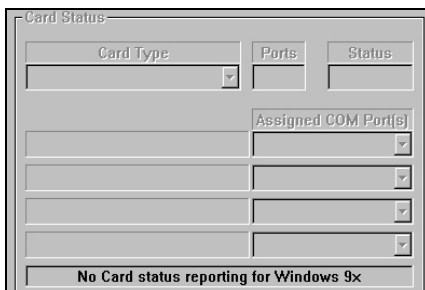 Card Status
Card Type Ports Status
Assigned COM Port(s)
No Card status reporting for Windows 9x